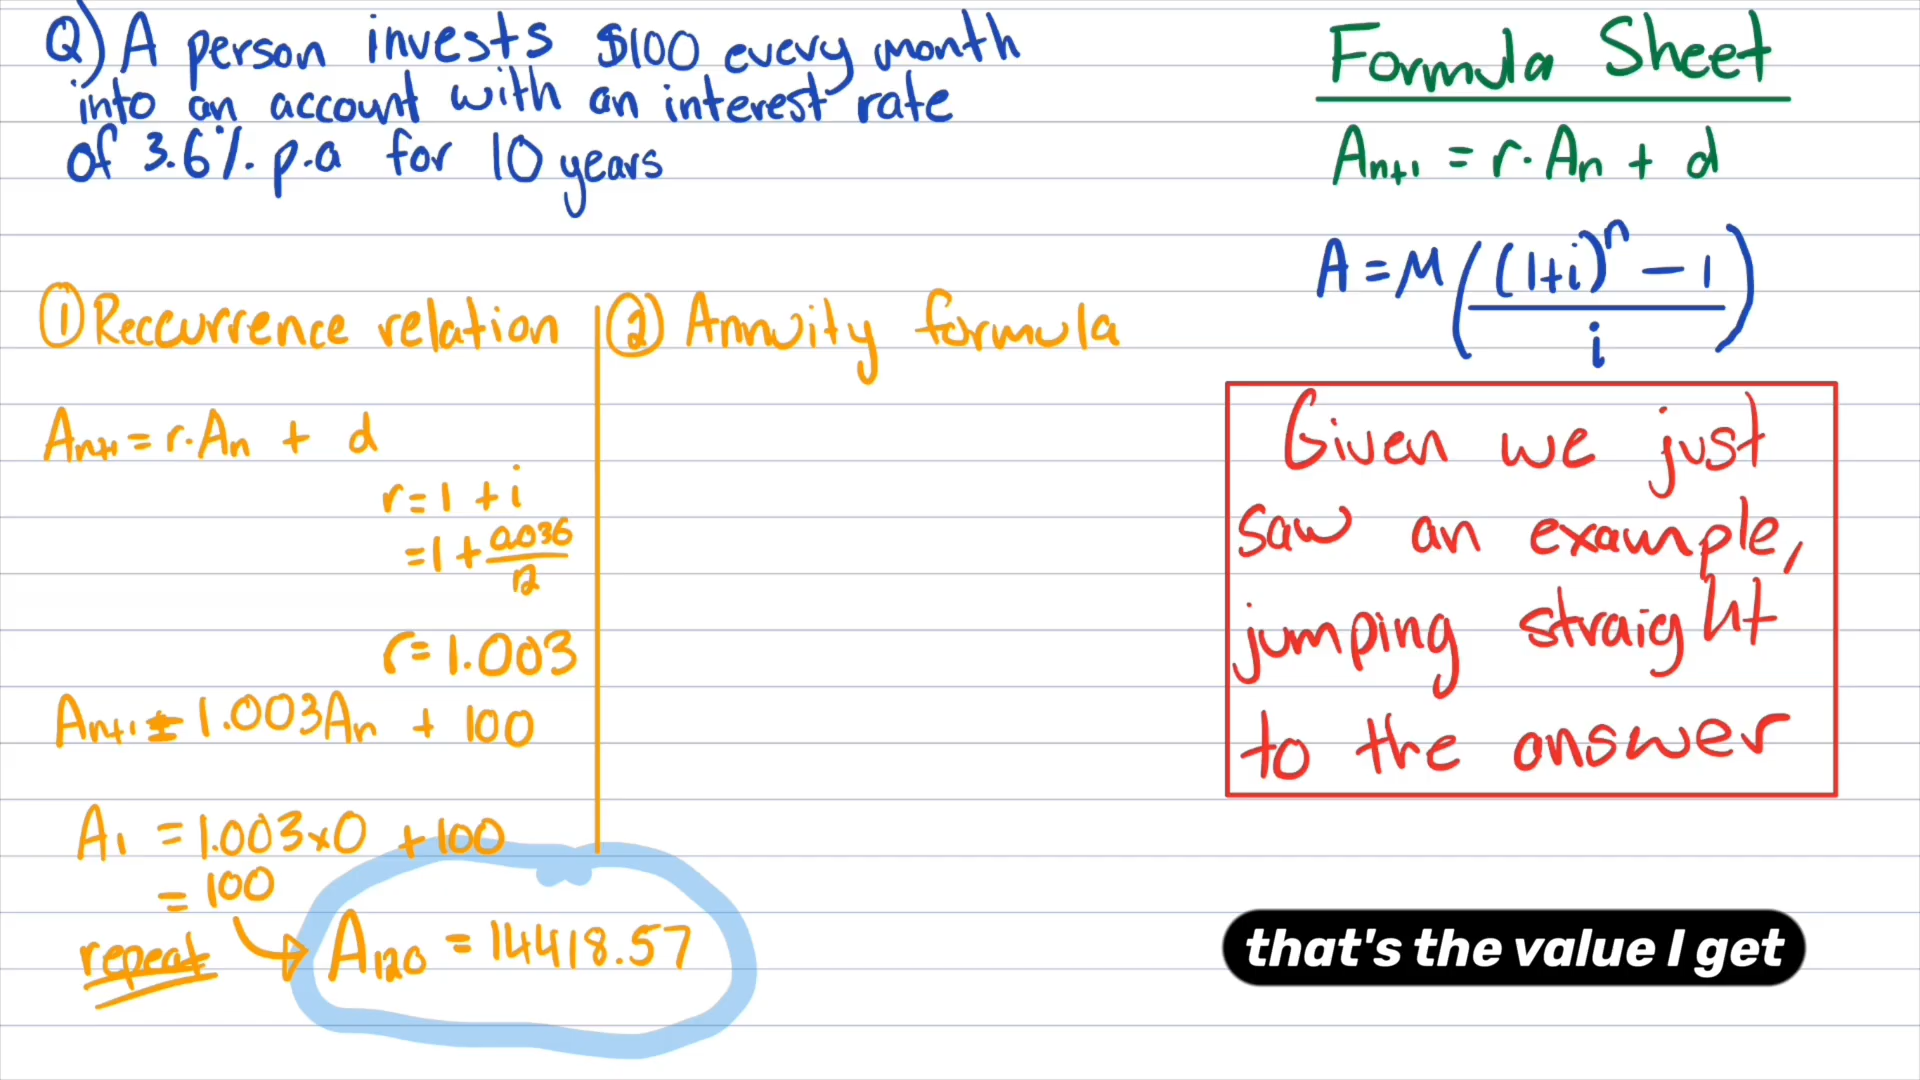 Q) A person invests $100 every month
into an account with an interest rate
of 3.6%. p.a for 10 years
① Reccurrence relation
An+1 = r.An + d
r = 1 + i
= 1 + 0.036/12
r = 1.003
An+1 = 1.003An + 100
A1 = 1.003×0 + 100
= 100
repeat
A120 = 14418.57
② Annuity formula
Formula Sheet
An+1 = r.An + d
A = M( ((1+i)^n - 1) / i )
Given we just
saw an example,
jumping straight
to the answer
that's the value I get